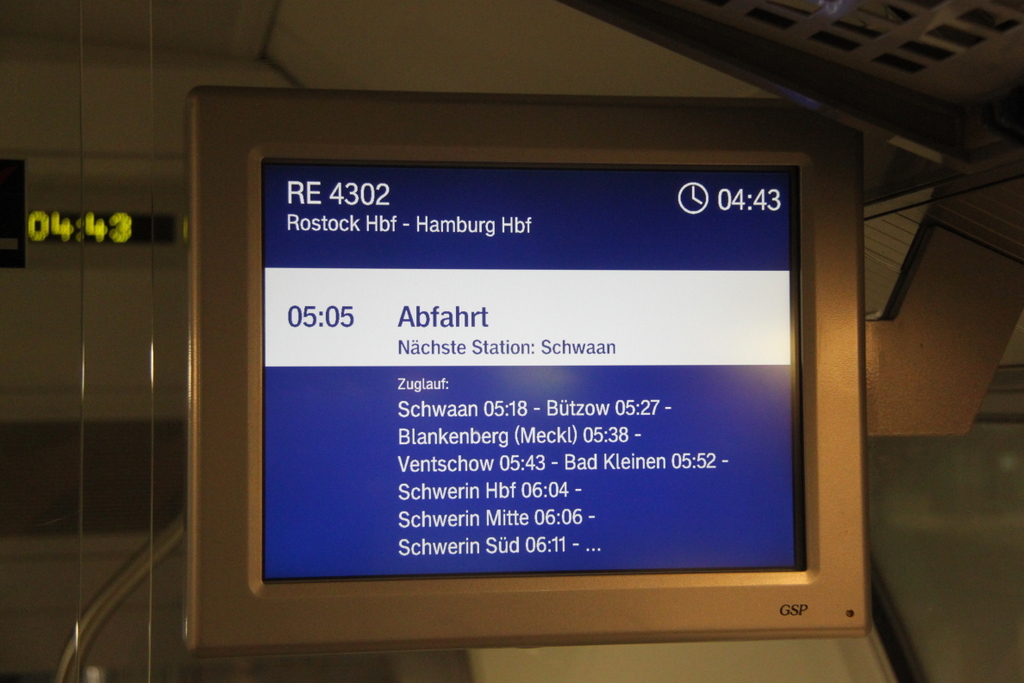 04:43
RE 4302
04:43
Rostock Hbf - Hamburg Hbf
05:05 Abfahrt
Nächste Station: Schwaan
Zuglauf:
Schwaan 05:18 - Bützow 05:27 -
Blankenberg (Meckl) 05:38 -
Ventschow 05:43 - Bad Kleinen 05:52 -
Schwerin Hbf 06:04 -
Schwerin Mitte 06:06 -
Schwerin Süd 06:11 - ...
GSP